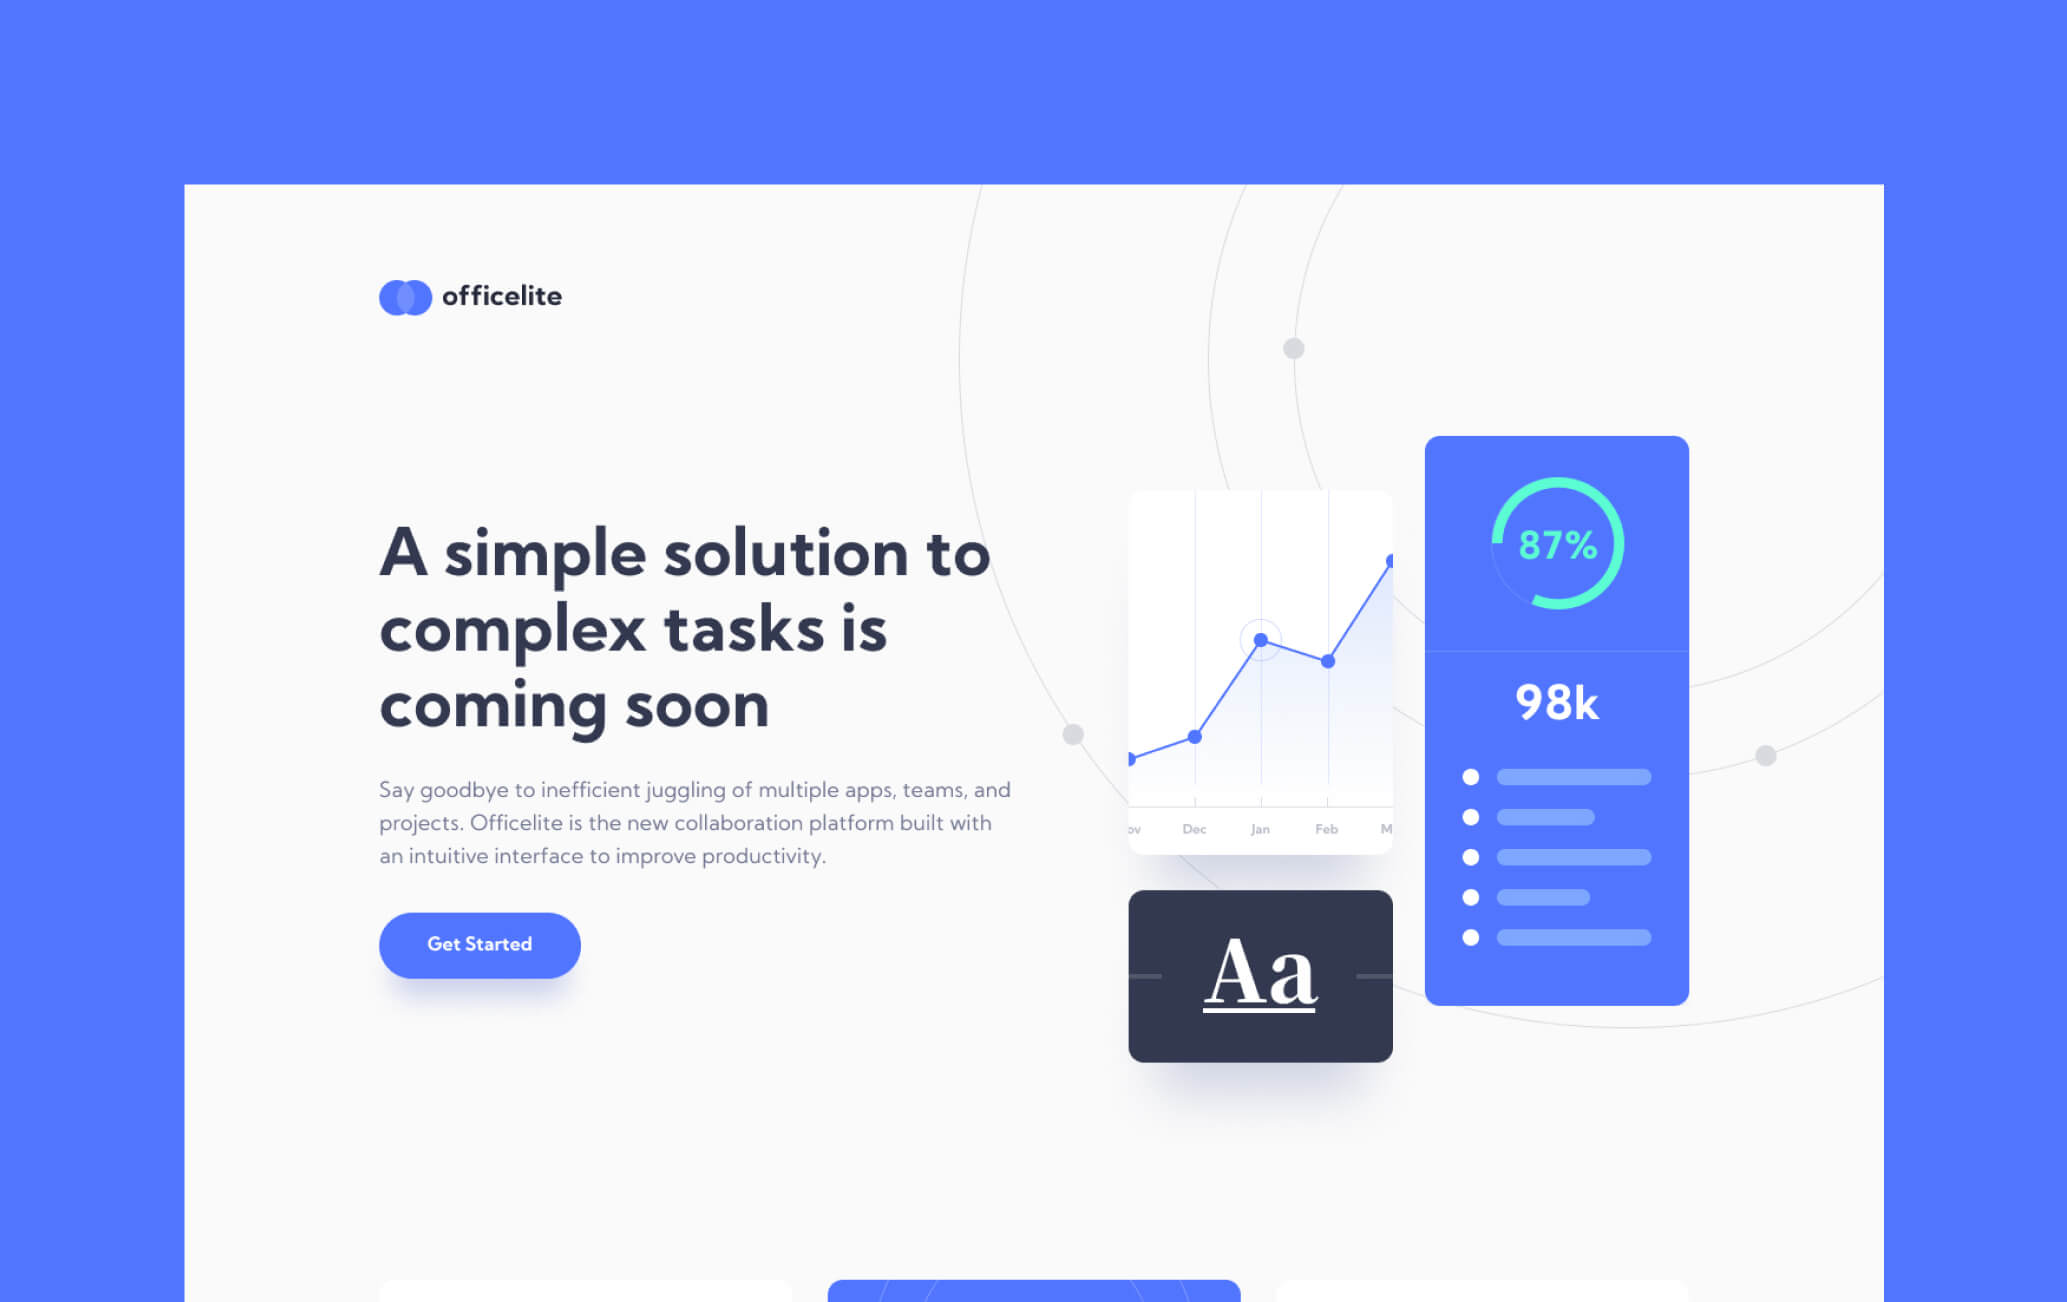 officelite
A simple solution to
complex tasks is
coming soon
Say goodbye to inefficient juggling of multiple apps, teams, and
projects. Officelite is the new collaboration platform built with
an intuitive interface to improve productivity.
Get Started
ov Dec Jan Feb M
Aa
87%
98k